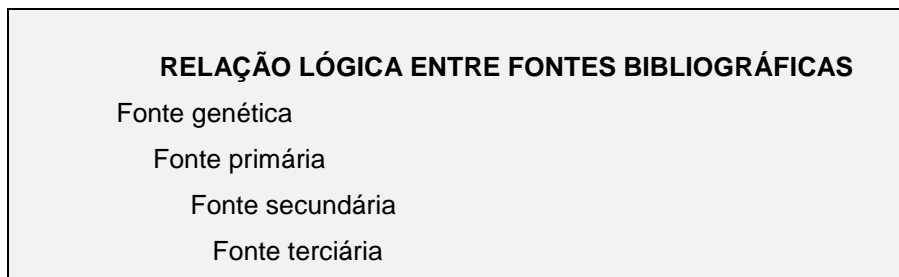 RELAÇÃO LÓGICA ENTRE FONTES BIBLIOGRÁFICAS
Fonte genética
Fonte primária
Fonte secundária
Fonte terciária